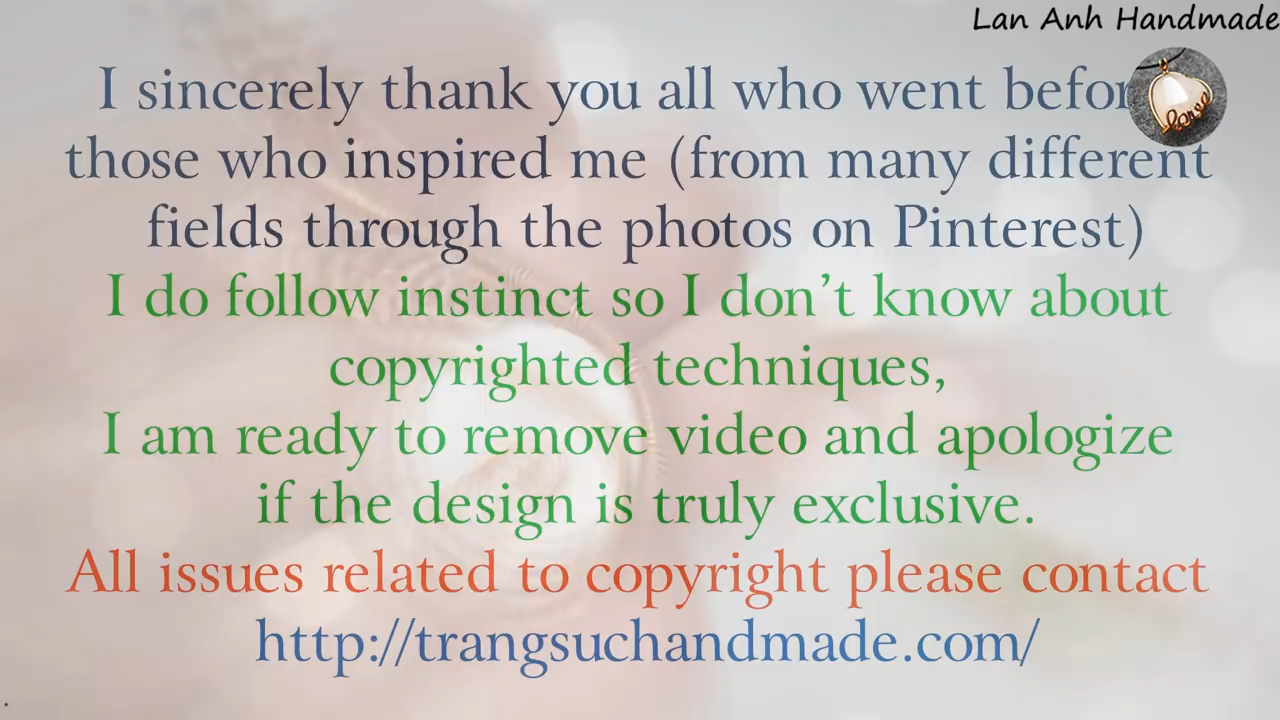 Lan Anh Handmade
I sincerely thank you all who went
those who inspired me (from many different
fields through the photos on Pinterest)
I do follow instinct so I don't know about
copyrighted techniques,
I am ready to remove video and apologize
if the design is truly exclusive.
All issues related to copyright please contact
http://trangsuchandmade.com/
love